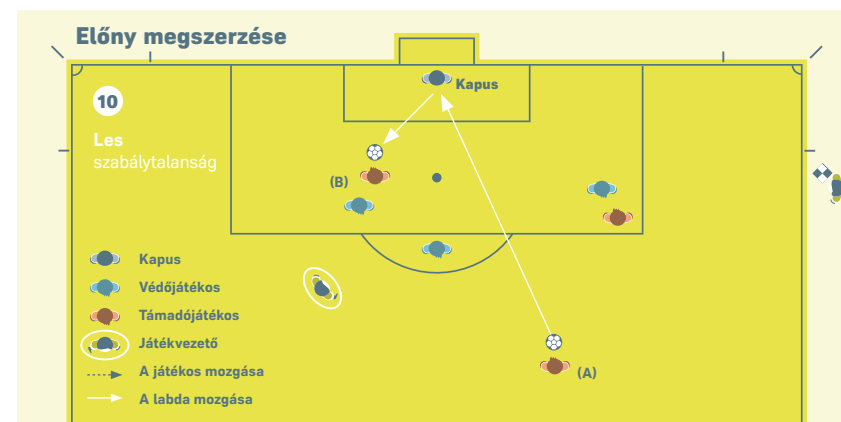 Előny megszerzése
10
Les
szabálytalanság
Kapus
(B)
(A)
Kapus
Védőjátékos
Támadójátékos
Játékvezető
A játékos mozgása
A labda mozgása